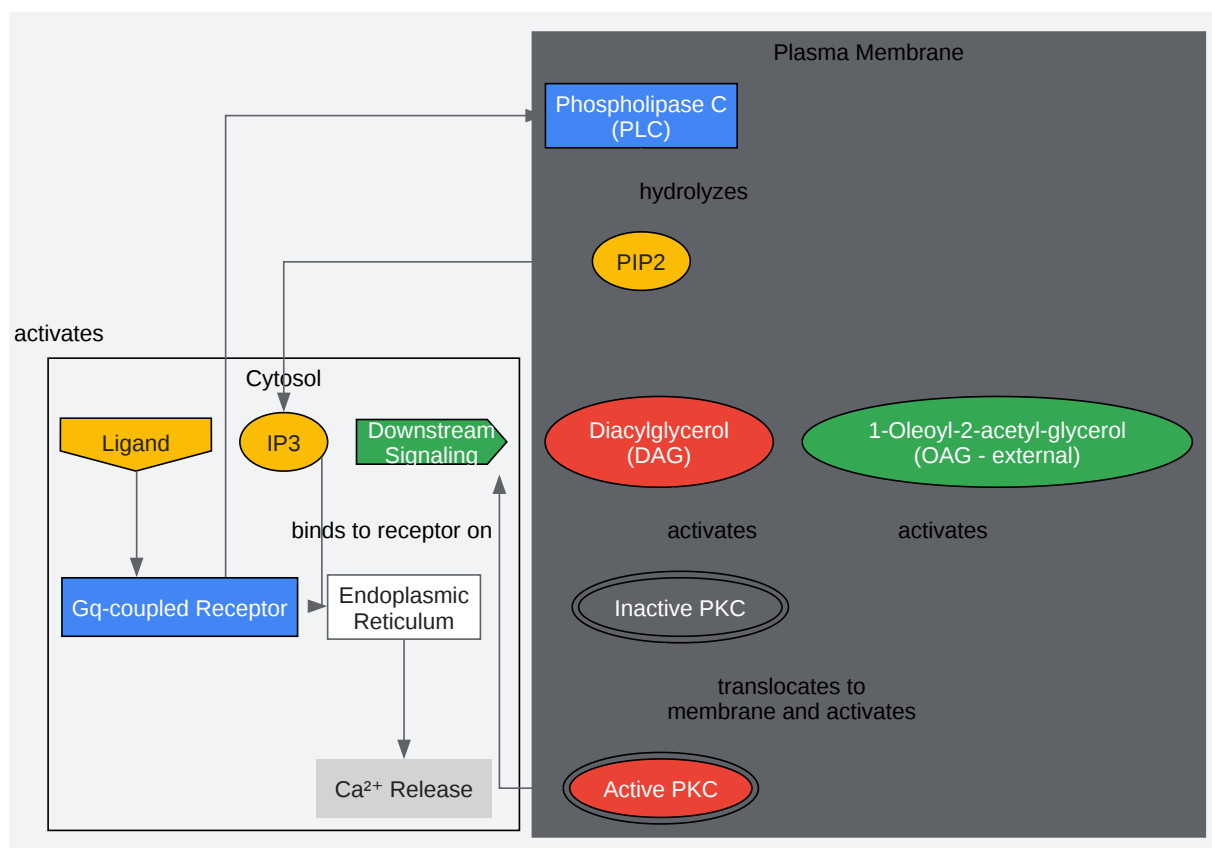 Plasma Membrane
Phospholipase C
(PLC)
hydrolyzes
PIP2
activates
Cytosol
Ligand
IP3
Downstream
Signaling
Diacylglycerol
(DAG)
1-Oleoyl-2-acetyl-glycerol
(OAG - external)
binds to receptor on
activates
activates
Gq-coupled Receptor
Endoplasmic
Reticulum
Inactive PKC
translocates to
membrane and activates
Ca²⁺ Release
Active PKC